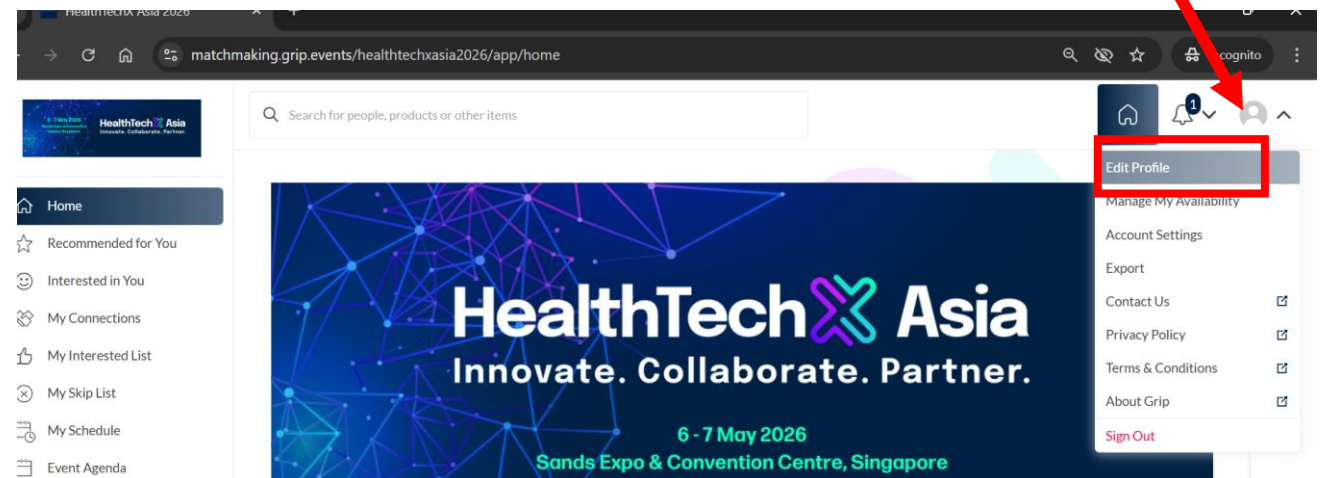 HealthTechX Asia 2026
matchmaking.grip.events/healthtechxasia2026/app/home
cognito
HealthTech Asia
Innovate. Collaborate. Partner.
Search for people, products or other items
1
Edit Profile
Manage My Availability
Account Settings
Export
Contact Us
Privacy Policy
Terms & Conditions
About Grip
Sign Out
Home
Recommended for You
Interested in You
My Connections
My Interested List
My Skip List
My Schedule
Event Agenda
HealthTechX Asia
Innovate. Collaborate. Partner.
6 - 7 May 2026
Sands Expo & Convention Centre, Singapore